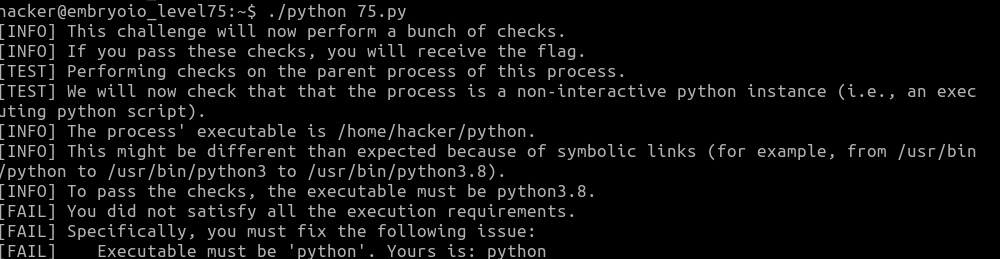 hacker@embryoio_level75:~$ ./python 75.py
[INFO] This challenge will now perform a bunch of checks.
[INFO] If you pass these checks, you will receive the flag.
[TEST] Performing checks on the parent process of this process.
[TEST] We will now check that that the process is a non-interactive python instance (i.e., an exec
uting python script).
[INFO] The process' executable is /home/hacker/python.
[INFO] This might be different than expected because of symbolic links (for example, from /usr/bin
/python to /usr/bin/python3 to /usr/bin/python3.8).
[INFO] To pass the checks, the executable must be python3.8.
[FAIL] You did not satisfy all the execution requirements.
[FAIL] Specifically, you must fix the following issue:
[FAIL]    Executable must be 'python'. Yours is: python